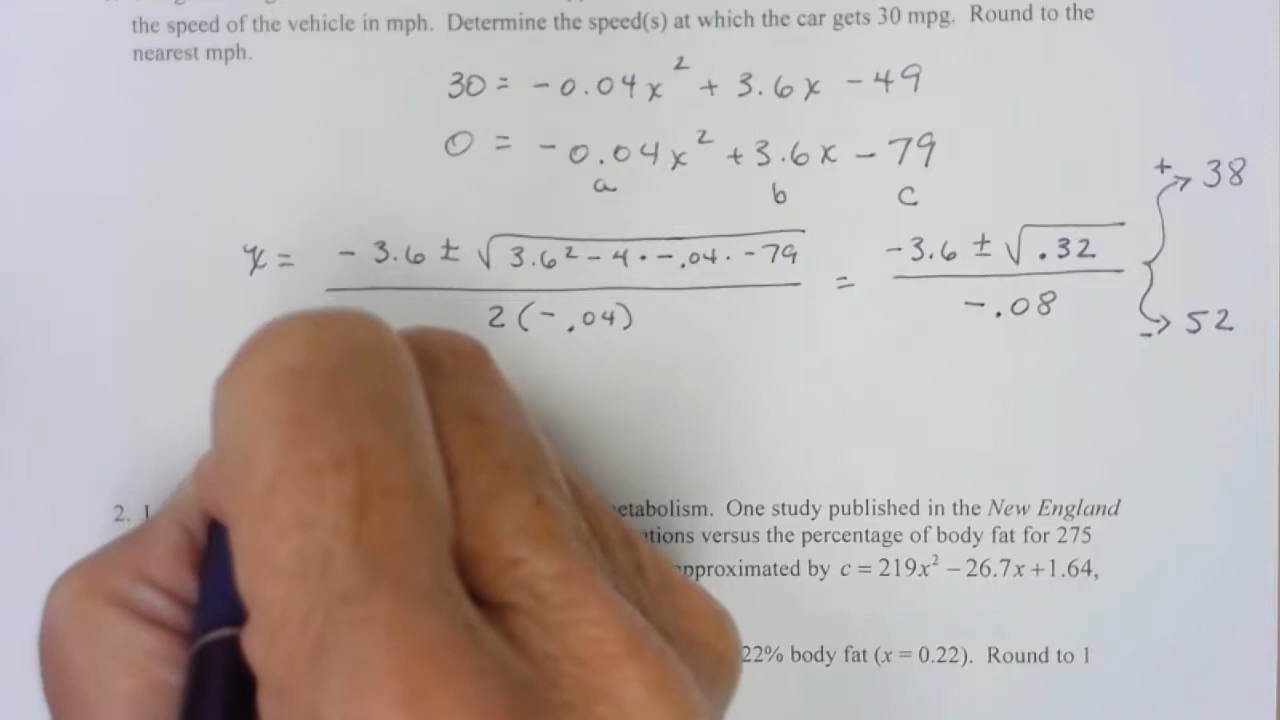 the speed of the vehicle in mph. Determine the speed(s) at which the car gets 30 mpg. Round to the
nearest mph.
30 = -0.04x² + 3.6x - 49
0 = -0.04x² + 3.6x - 79
a b c
x = (-3.6 ± √(3.6² - 4 · -.04 · -79)) / 2(-.04) = (-3.6 ± √.32) / -.08
+ → 38
- → 52
2.
One study published in the New England
versus the percentage of body fat for 275
by c = 219x² − 26.7x + 1.64,
22% body fat (x = 0.22). Round to 1